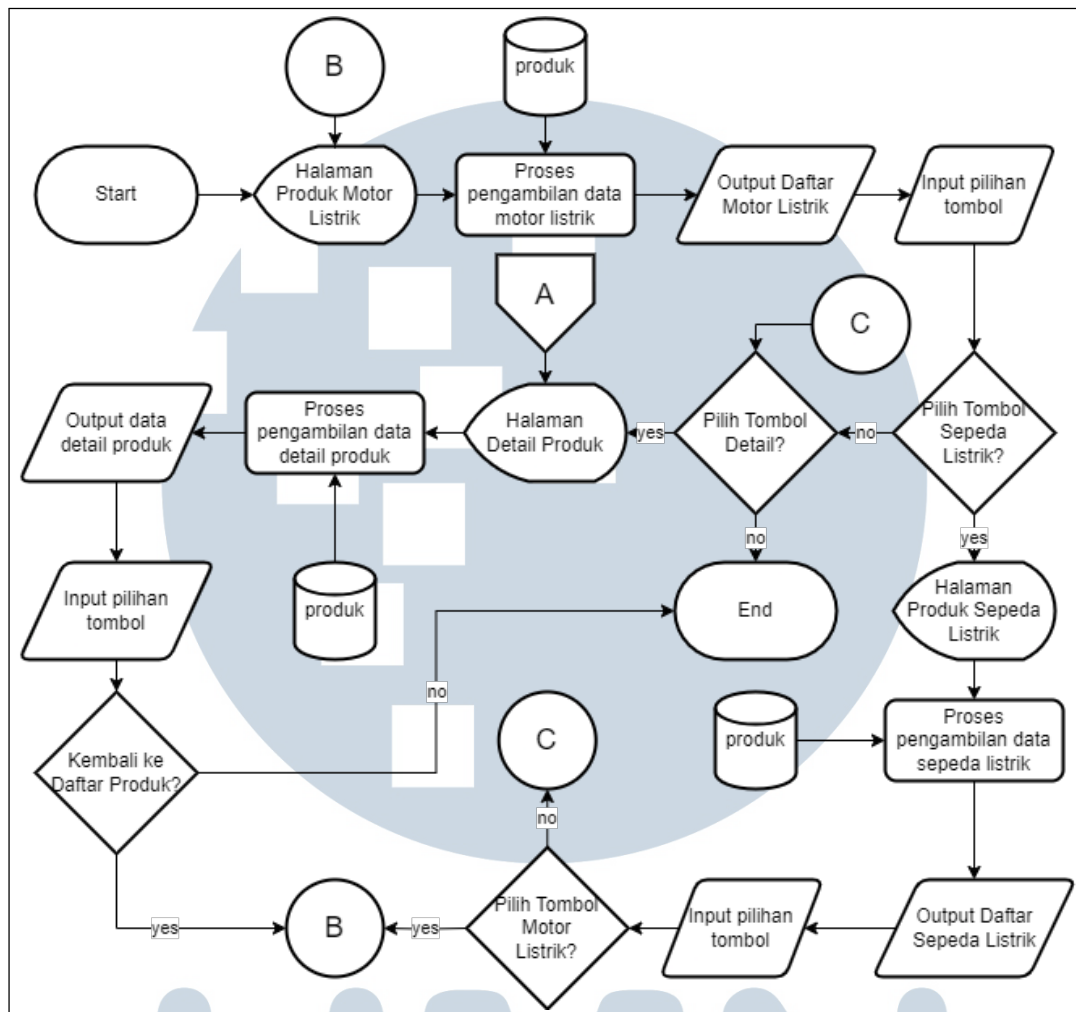 B
produk
Start
Halaman
Produk Motor
Listrik
Proses
pengambilan data
motor listrik
Output Daftar
Motor Listrik
Input pilihan
tombol
A
C
Output data
detail produk
Proses
pengambilan data
detail produk
Halaman
Detail Produk
yes
Pilih Tombol
Detail?
no
Pilih Tombol
Sepeda
Listrik?
no
yes
Input pilihan
tombol
produk
End
Halaman
Produk Sepeda
Listrik
no
Kembali ke
Daftar Produk?
C
produk
Proses
pengambilan data
sepeda listrik
no
yes
B
yes
Pilih Tombol
Motor
Listrik?
Input pilihan
tombol
Output Daftar
Sepeda Listrik